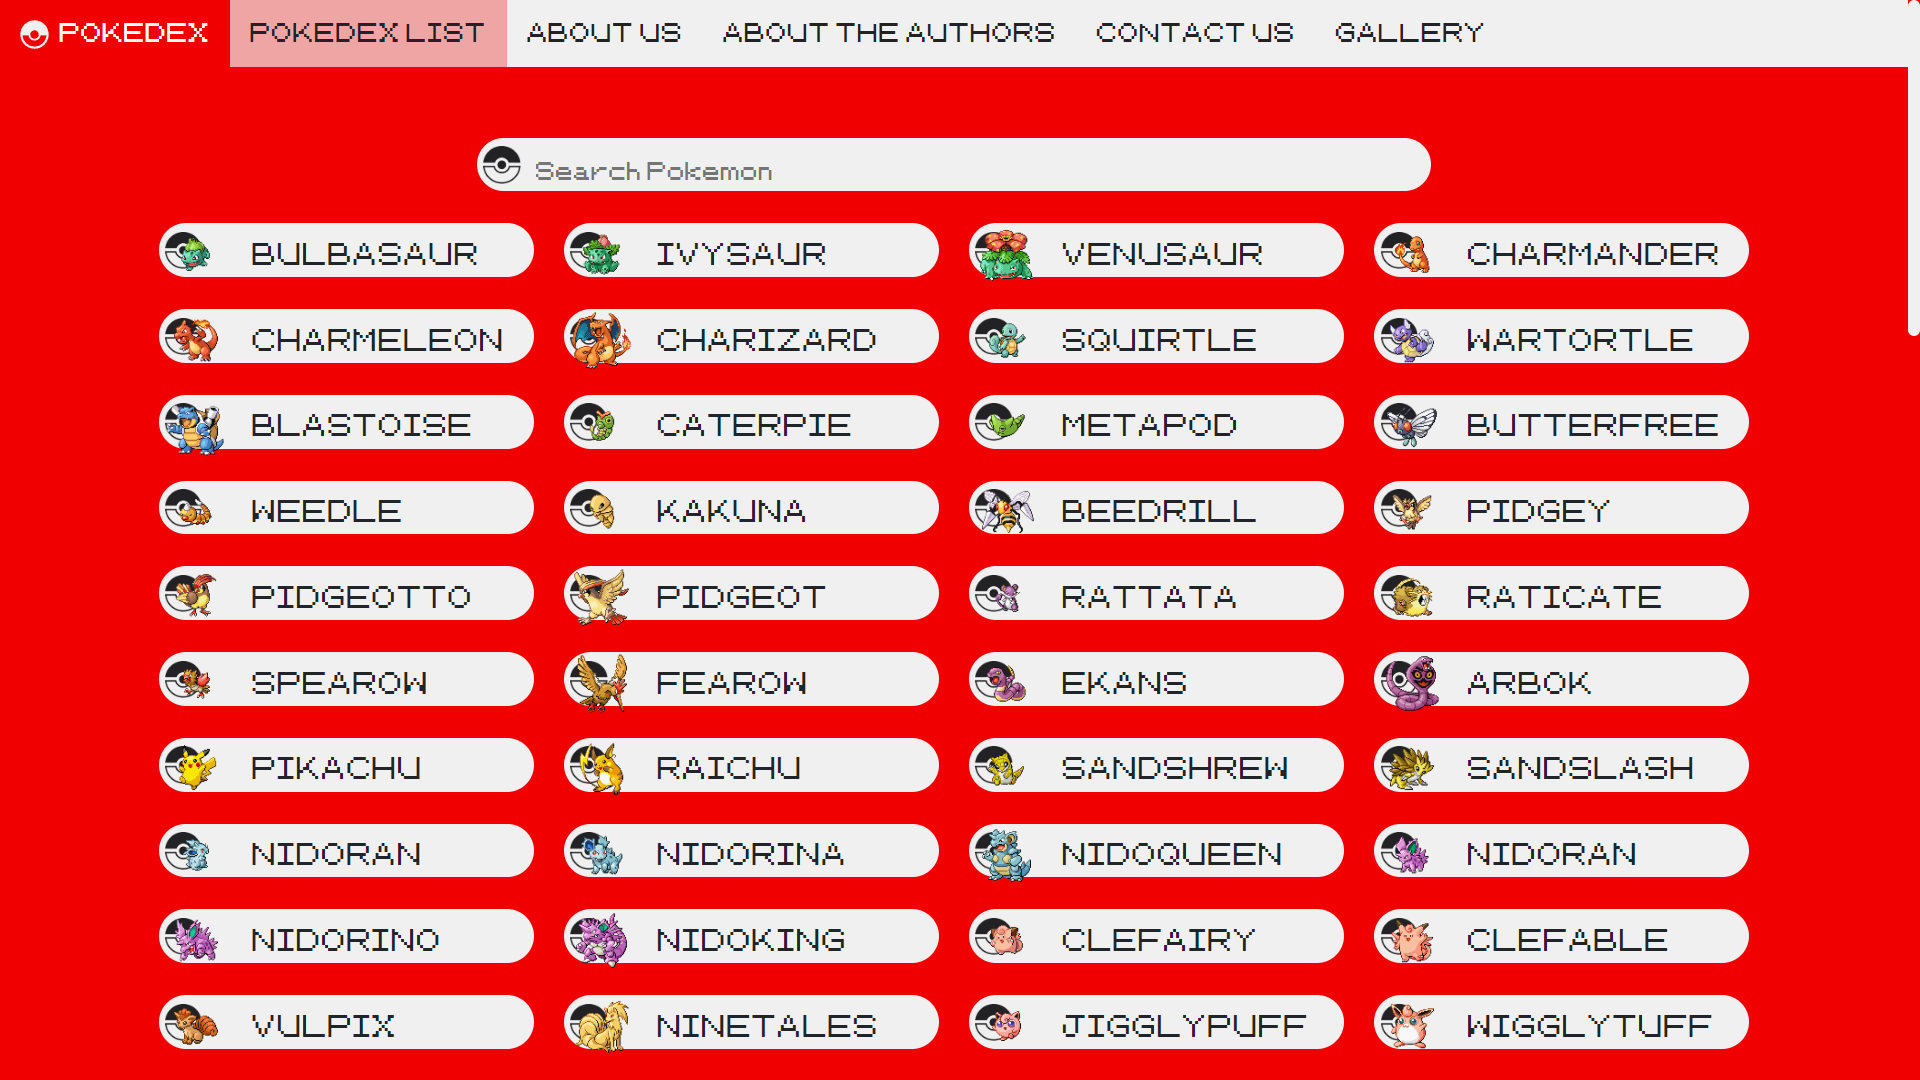 POKEDEX POKEDEX LIST ABOUT US ABOUT THE AUTHORS CONTACT US GALLERY
Search Pokemon
BULBASAUR IVYSAUR VENUSAUR CHARMANDER
CHARMELEON CHARIZARD SQUIRTLE WARTORTLE
BLASTOISE CATERPIE METAPOD BUTTERFREE
WEEDLE KAKUNA BEEDRILL PIDGEY
PIDGEOTTO PIDGEOT RATTATA RATICATE
SPEAROW FEAROW EKANS ARBOK
PIKACHU RAICHU SANDSHREW SANDSLASH
NIDORAN NIDORINA NIDOQUEEN NIDORAN
NIDORINO NIDOKING CLEFAIRY CLEFABLE
VULPIX NINETALES JIGGLYPUFF WIGGLYTUFF